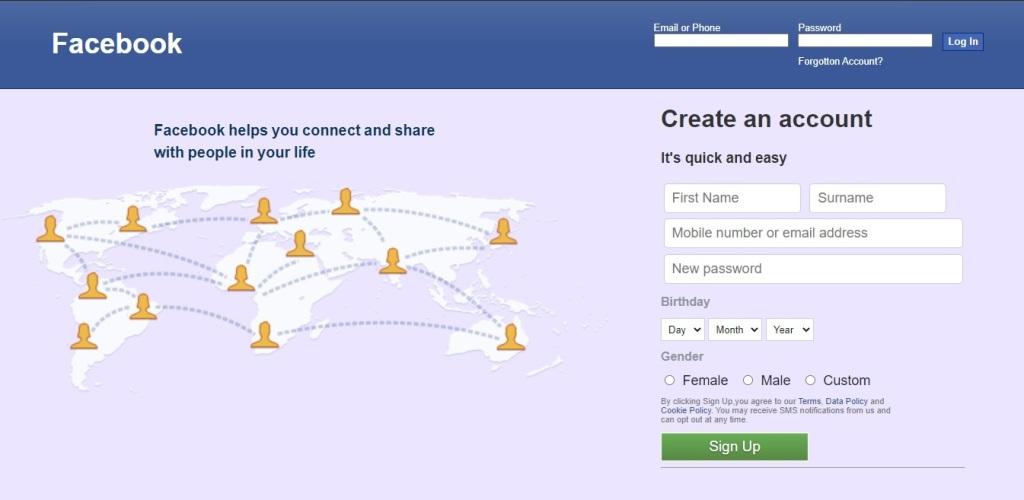 Facebook
Email or Phone
Password
Log In
Forgotton Account?
Facebook helps you connect and share
with people in your life
Create an account
It's quick and easy
First Name
Surname
Mobile number or email address
New password
Birthday
Day
Month
Year
Gender
Female
Male
Custom
By clicking Sign Up,you agree to our Terms, Data Policy and
Cookie Policy. You may receive SMS notifications from us and
can opt out at any time.
Sign Up